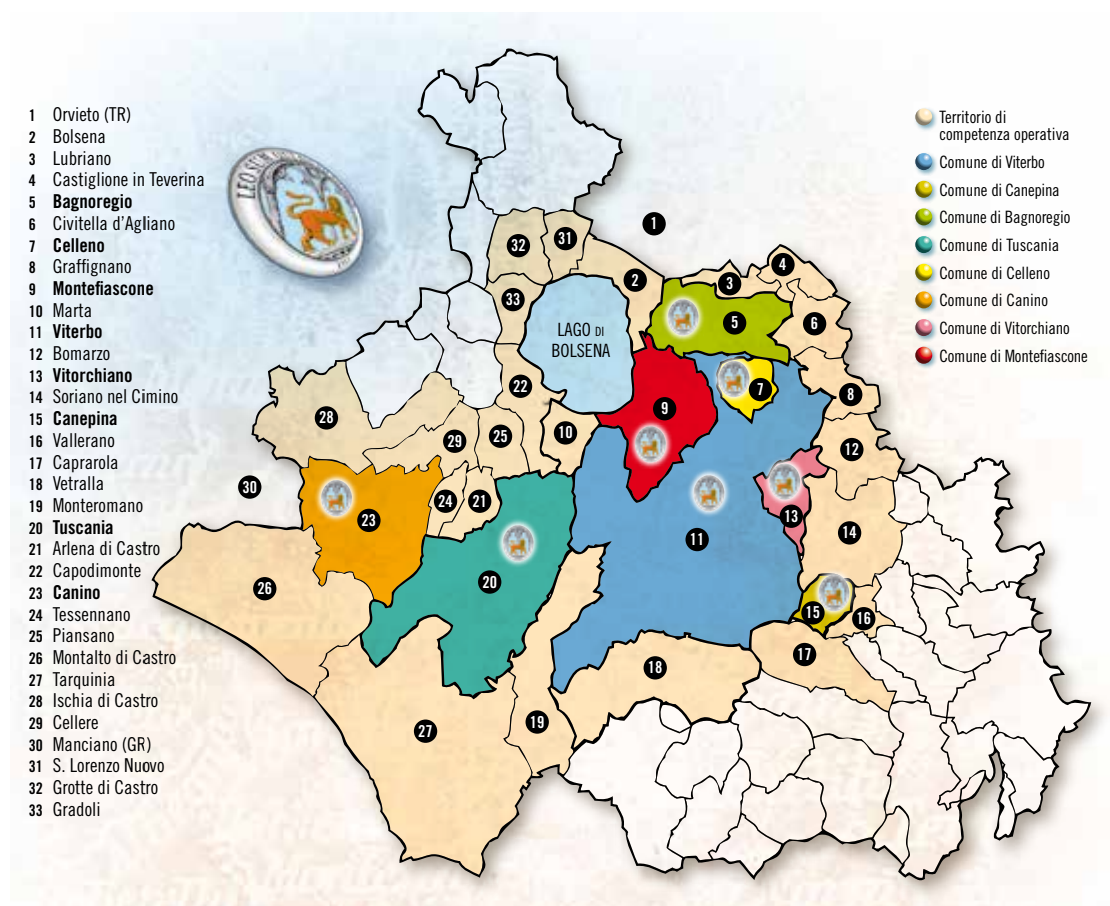 1 Orvieto (TR)
2 Bolsena
3 Lubriano
4 Castiglione in Teverina
5 Bagnoregio
6 Civitella d'Agliano
7 Celleno
8 Graffignano
9 Montefiascone
10 Marta
11 Viterbo
12 Bomarzo
13 Vitorchiano
14 Soriano nel Cimino
15 Canepina
16 Vallerano
17 Caprarola
18 Vetralla
19 Monteromano
20 Tuscania
21 Arlena di Castro
22 Capodimonte
23 Canino
24 Tessennano
25 Piansano
26 Montalto di Castro
27 Tarquinia
28 Ischia di Castro
29 Cellere
30 Manciano (GR)
31 S. Lorenzo Nuovo
32 Grotte di Castro
33 Gradoli
Territorio di
competenza operativa
Comune di Viterbo
Comune di Canepina
Comune di Bagnoregio
Comune di Tuscania
Comune di Celleno
Comune di Canino
Comune di Vitorchiano
Comune di Montefiascone
1
32
31
4
2
3
33
5
6
LAGO DI
BOLSENA
22
7
8
9
28
29
25
10
12
30
24
21
23
13
11
14
20
26
15
16
17
18
19
27